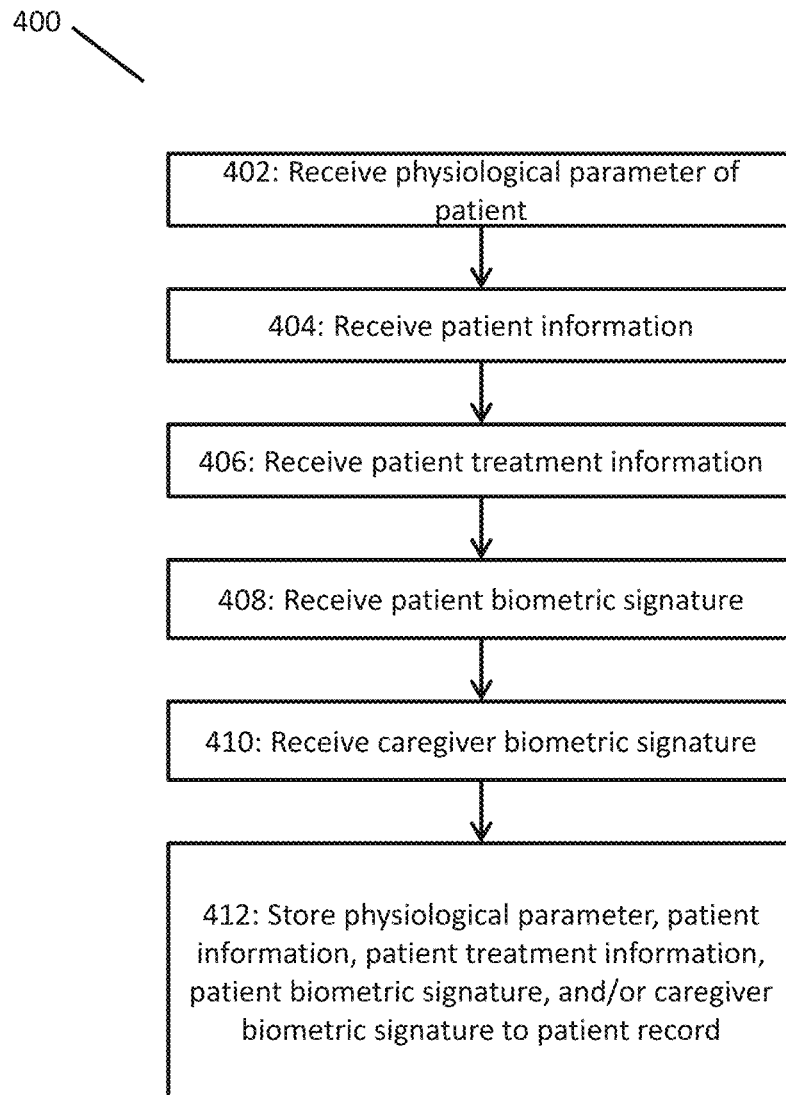 400
402: Receive physiological parameter of
patient
404: Receive patient information
406: Receive patient treatment information
408: Receive patient biometric signature
410: Receive caregiver biometric signature
412: Store physiological parameter, patient
information, patient treatment information,
patient biometric signature, and/or caregiver
biometric signature to patient record